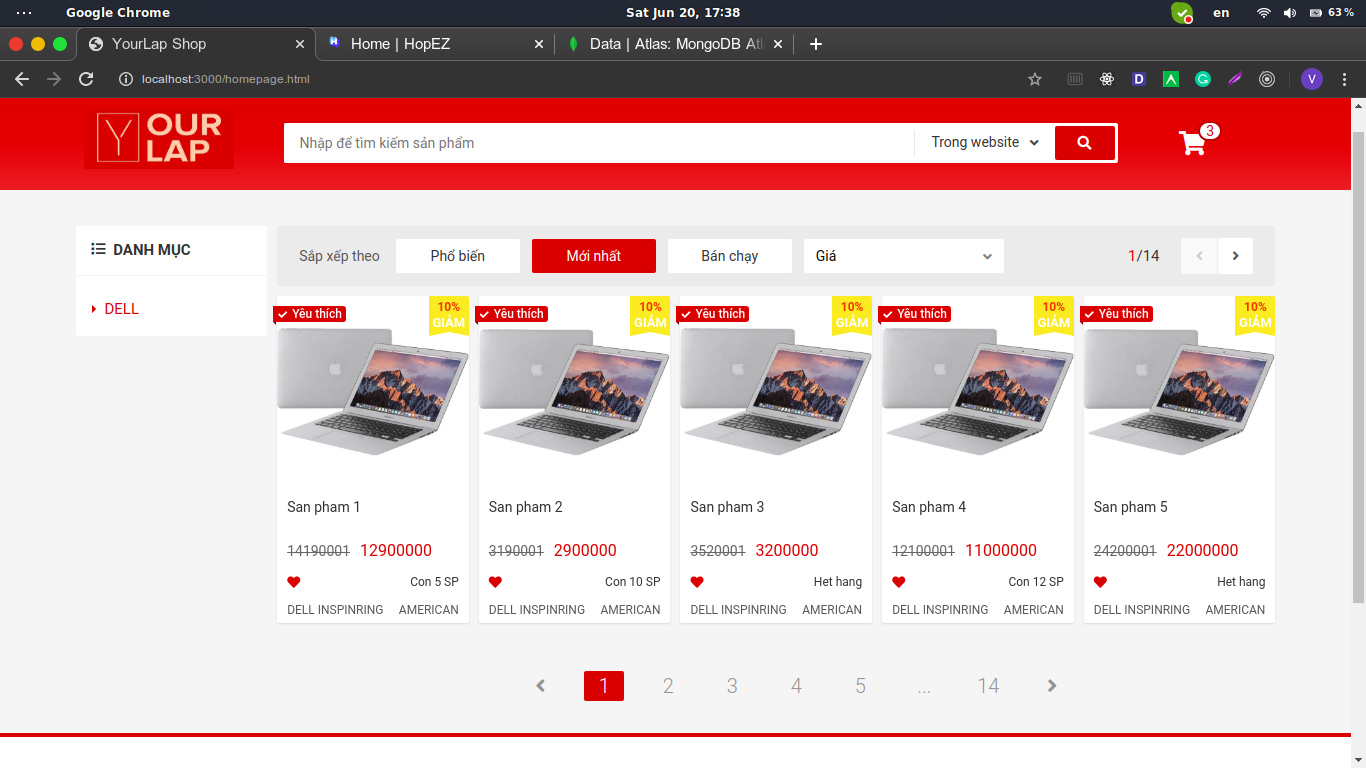 Google Chrome
Sat Jun 20, 17:38
en
63 %
YourLap Shop
Home | HopEZ
Data | Atlas: MongoDB Atl
localhost:3000/homepage.html
V
YOUR
LAP
Nhập để tìm kiếm sản phẩm
Trong website
3
DANH MỤC
DELL
Sắp xếp theo
Phổ biến
Mới nhất
Bán chạy
Giá
1/14
Yêu thích
10%
GIẢM
San pham 1
14190001 12900000
Con 5 SP
DELL INSPINRING AMERICAN
Yêu thích
10%
GIẢM
San pham 2
3190001 2900000
Con 10 SP
DELL INSPINRING AMERICAN
Yêu thích
10%
GIẢM
San pham 3
3520001 3200000
Het hang
DELL INSPINRING AMERICAN
Yêu thích
10%
GIẢM
San pham 4
12100001 11000000
Con 12 SP
DELL INSPINRING AMERICAN
Yêu thích
10%
GIẢM
San pham 5
24200001 22000000
Het hang
DELL INSPINRING AMERICAN
1 2 3 4 5 ... 14